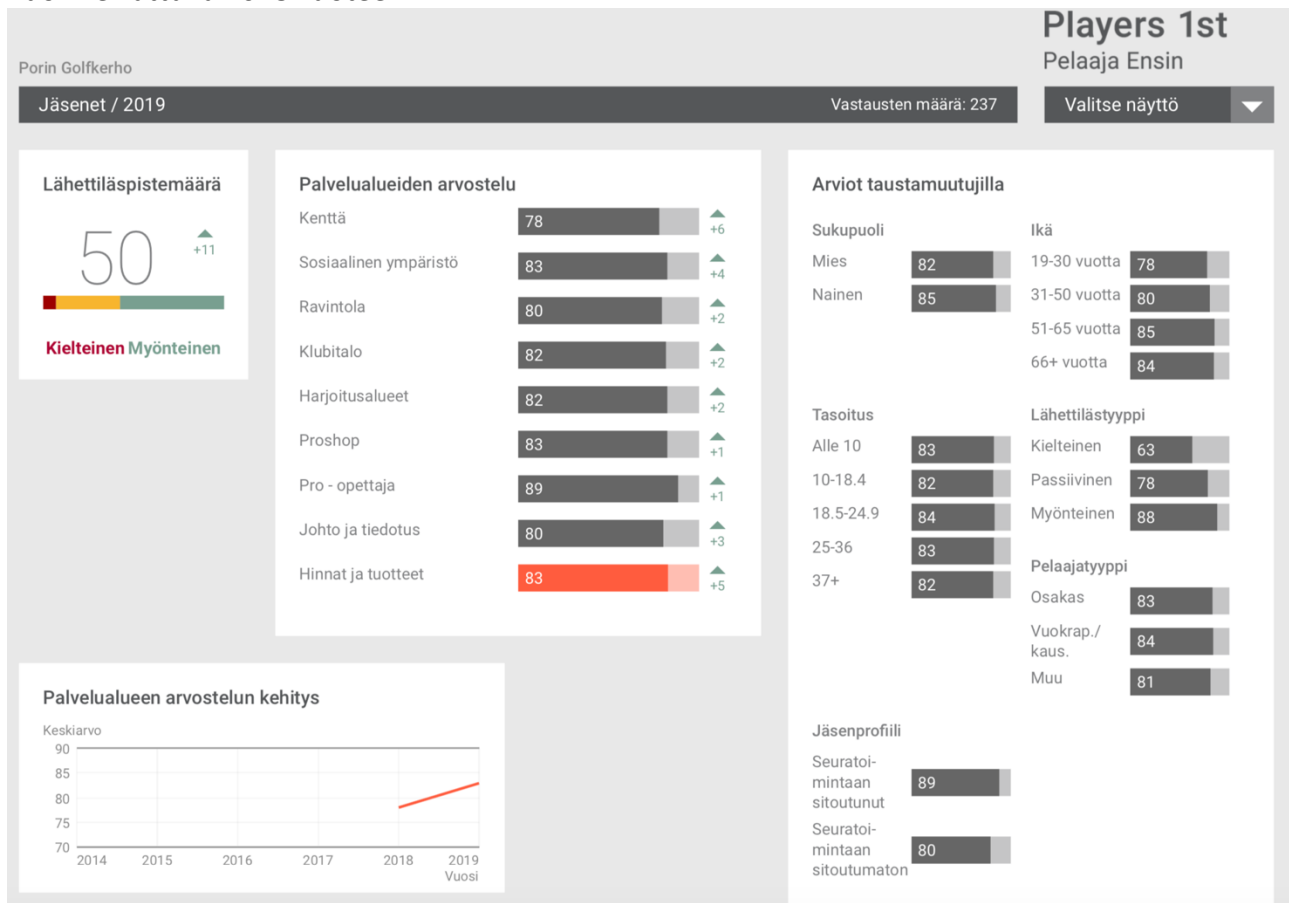 Players 1st
Pelaaja Ensin
Porin Golfkerho
Jäsenet / 2019
Vastausten määrä: 237
Valitse näyttö
Lähettiläspistemäärä
50
+11
Kielteinen Myönteinen
Palvelualueiden arvostelu
Kenttä 78 +6
Sosiaalinen ympäristö 83 +4
Ravintola 80 +2
Klubitalo 82 +2
Harjoitusalueet 82 +2
Proshop 83 +1
Pro - opettaja 89 +1
Johto ja tiedotus 80 +3
Hinnat ja tuotteet 83 +5
Palvelualueen arvostelun kehitys
Keskiarvo
90
85
80
75
70
2014 2015 2016 2017 2018 2019
Vuosi
Arviot taustamuutujilla
Sukupuoli
Mies 82
Nainen 85
Ikä
19-30 vuotta 78
31-50 vuotta 80
51-65 vuotta 85
66+ vuotta 84
Tasoitus
Alle 10 83
10-18.4 82
18.5-24.9 84
25-36 83
37+ 82
Lähettilästyyppi
Kielteinen 63
Passiivinen 78
Myönteinen 88
Pelaajatyyppi
Osakas 83
Vuokrap./
kaus. 84
Muu 81
Jäsenprofiili
Seuratoi-
mintaan 89
sitoutunut
Seuratoi-
mintaan 80
sitoutumaton